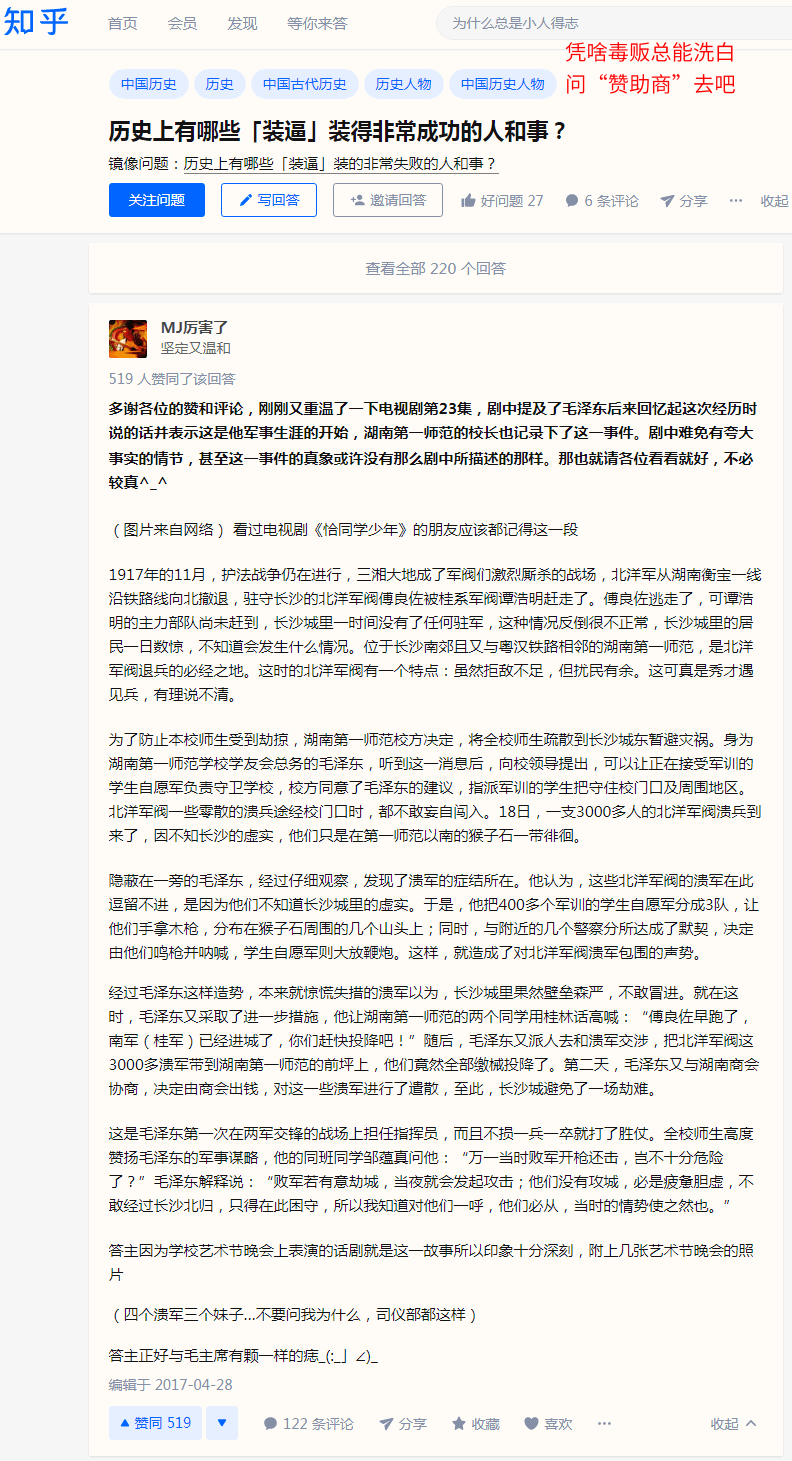 知乎 首页 会员 发现 等你来答 为什么总是小人得志
凭啥毒贩总能洗白
问“赞助商”去吧
中国历史 历史 中国古代历史 历史人物 中国历史人物
历史上有哪些「装逼」装得非常成功的人和事？
镜像问题：历史上有哪些「装逼」装的非常失败的人和事？
关注问题 写回答 邀请回答 好问题 27 6 条评论 分享 ··· 收起
查看全部 220 个回答
MJ厉害了
坚定又温和
519 人赞同了该回答
多谢各位的赞和评论，刚刚又重温了一下电视剧第23集，剧中提及了毛泽东后来回忆起这次经历时
说的话并表示这是他军事生涯的开始，湖南第一师范的校长也记录下了这一事件。剧中难免有夸大
事实的情节，甚至这一事件的真象或许没有那么剧中所描述的那样。那也就请各位看看就好，不必
较真^_^
（图片来自网络） 看过电视剧《恰同学少年》的朋友应该都记得这一段
1917年的11月，护法战争仍在进行，三湘大地成了军阀们激烈厮杀的战场，北洋军从湖南衡宝一线
沿铁路线向北撤退，驻守长沙的北洋军阀傅良佐被桂系军阀谭浩明赶走了。傅良佐逃走了，可谭浩
明的主力部队尚未赶到，长沙城里一时间没有了任何驻军，这种情况反倒很不正常，长沙城里的居
民一日数惊，不知道会发生什么情况。位于长沙南郊且又与粤汉铁路相邻的湖南第一师范，是北洋
军阀退兵的必经之地。这时的北洋军阀有一个特点：虽然拒敌不足，但扰民有余。这可真是秀才遇
见兵，有理说不清。
为了防止本校师生受到劫掠，湖南第一师范校方决定，将全校师生疏散到长沙城东暂避灾祸。身为
湖南第一师范学校学友会总务的毛泽东，听到这一消息后，向校领导提出，可以让正在接受军训的
学生自愿军负责守卫学校，校方同意了毛泽东的建议，指派军训的学生把守住校门口及周围地区。
北洋军阀一些零散的溃兵途经校门口时，都不敢妄自闯入。18日，一支3000多人的北洋军阀溃兵到
来了，因不知长沙的虚实，他们只是在第一师范以南的猴子石一带徘徊。
隐蔽在一旁的毛泽东，经过仔细观察，发现了溃军的症结所在。他认为，这些北洋军阀的溃军在此
逗留不进，是因为他们不知道长沙城里的虚实。于是，他把400多个军训的学生自愿军分成3队，让
他们手拿木枪，分布在猴子石周围的几个山头上；同时，与附近的几个警察分所达成了默契，决定
由他们鸣枪并呐喊，学生自愿军则大放鞭炮。这样，就造成了对北洋军阀溃军包围的声势。
经过毛泽东这样造势，本来就惊慌失措的溃军以为，长沙城里果然壁垒森严，不敢冒进。就在这
时，毛泽东又采取了进一步措施，他让湖南第一师范的两个同学用桂林话高喊：“傅良佐早跑了，
南军（桂军）已经进城了，你们赶快投降吧！”随后，毛泽东又派人去和溃军交涉，把北洋军阀这
3000多溃军带到湖南第一师范的前坪上，他们竟然全部缴械投降了。第二天，毛泽东又与湖南商会
协商，决定由商会出钱，对这一些溃军进行了遣散，至此，长沙城避免了一场劫难。
这是毛泽东第一次在两军交锋的战场上担任指挥员，而且不损一兵一卒就打了胜仗。全校师生高度
赞扬毛泽东的军事谋略，他的同班同学邹蕴真问他：“万一当时败军开枪还击，岂不十分危险
了？”毛泽东解释说：“败军若有意劫城，当夜就会发起攻击；他们没有攻城，必是疲惫胆虚，不
敢经过长沙北归，只得在此困守，所以我知道对他们一呼，他们必从，当时的情势使之然也。”
答主因为学校艺术节晚会上表演的话剧就是这一故事所以印象十分深刻，附上几张艺术节晚会的照
片
（四个溃军三个妹子...不要问我为什么，司仪部都这样）
答主正好与毛主席有颗一样的痣_(:_」∠)_
编辑于 2017-04-28
赞同 519 122 条评论 分享 收藏 喜欢 ··· 收起